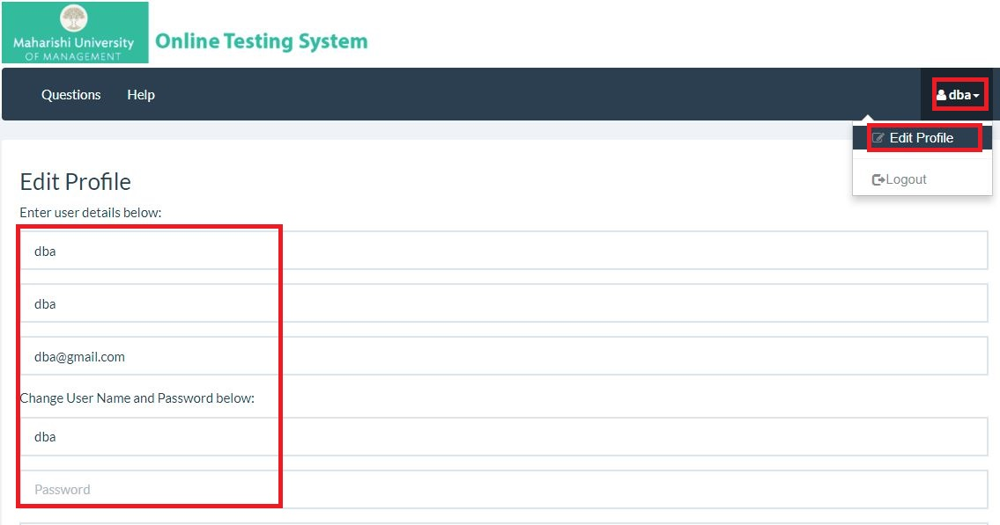 Maharishi University
OF MANAGEMENT
Online Testing System
Questions Help dba
Edit Profile
Logout
Edit Profile
Enter user details below:
dba
dba
dba@gmail.com
Change User Name and Password below:
dba
Password